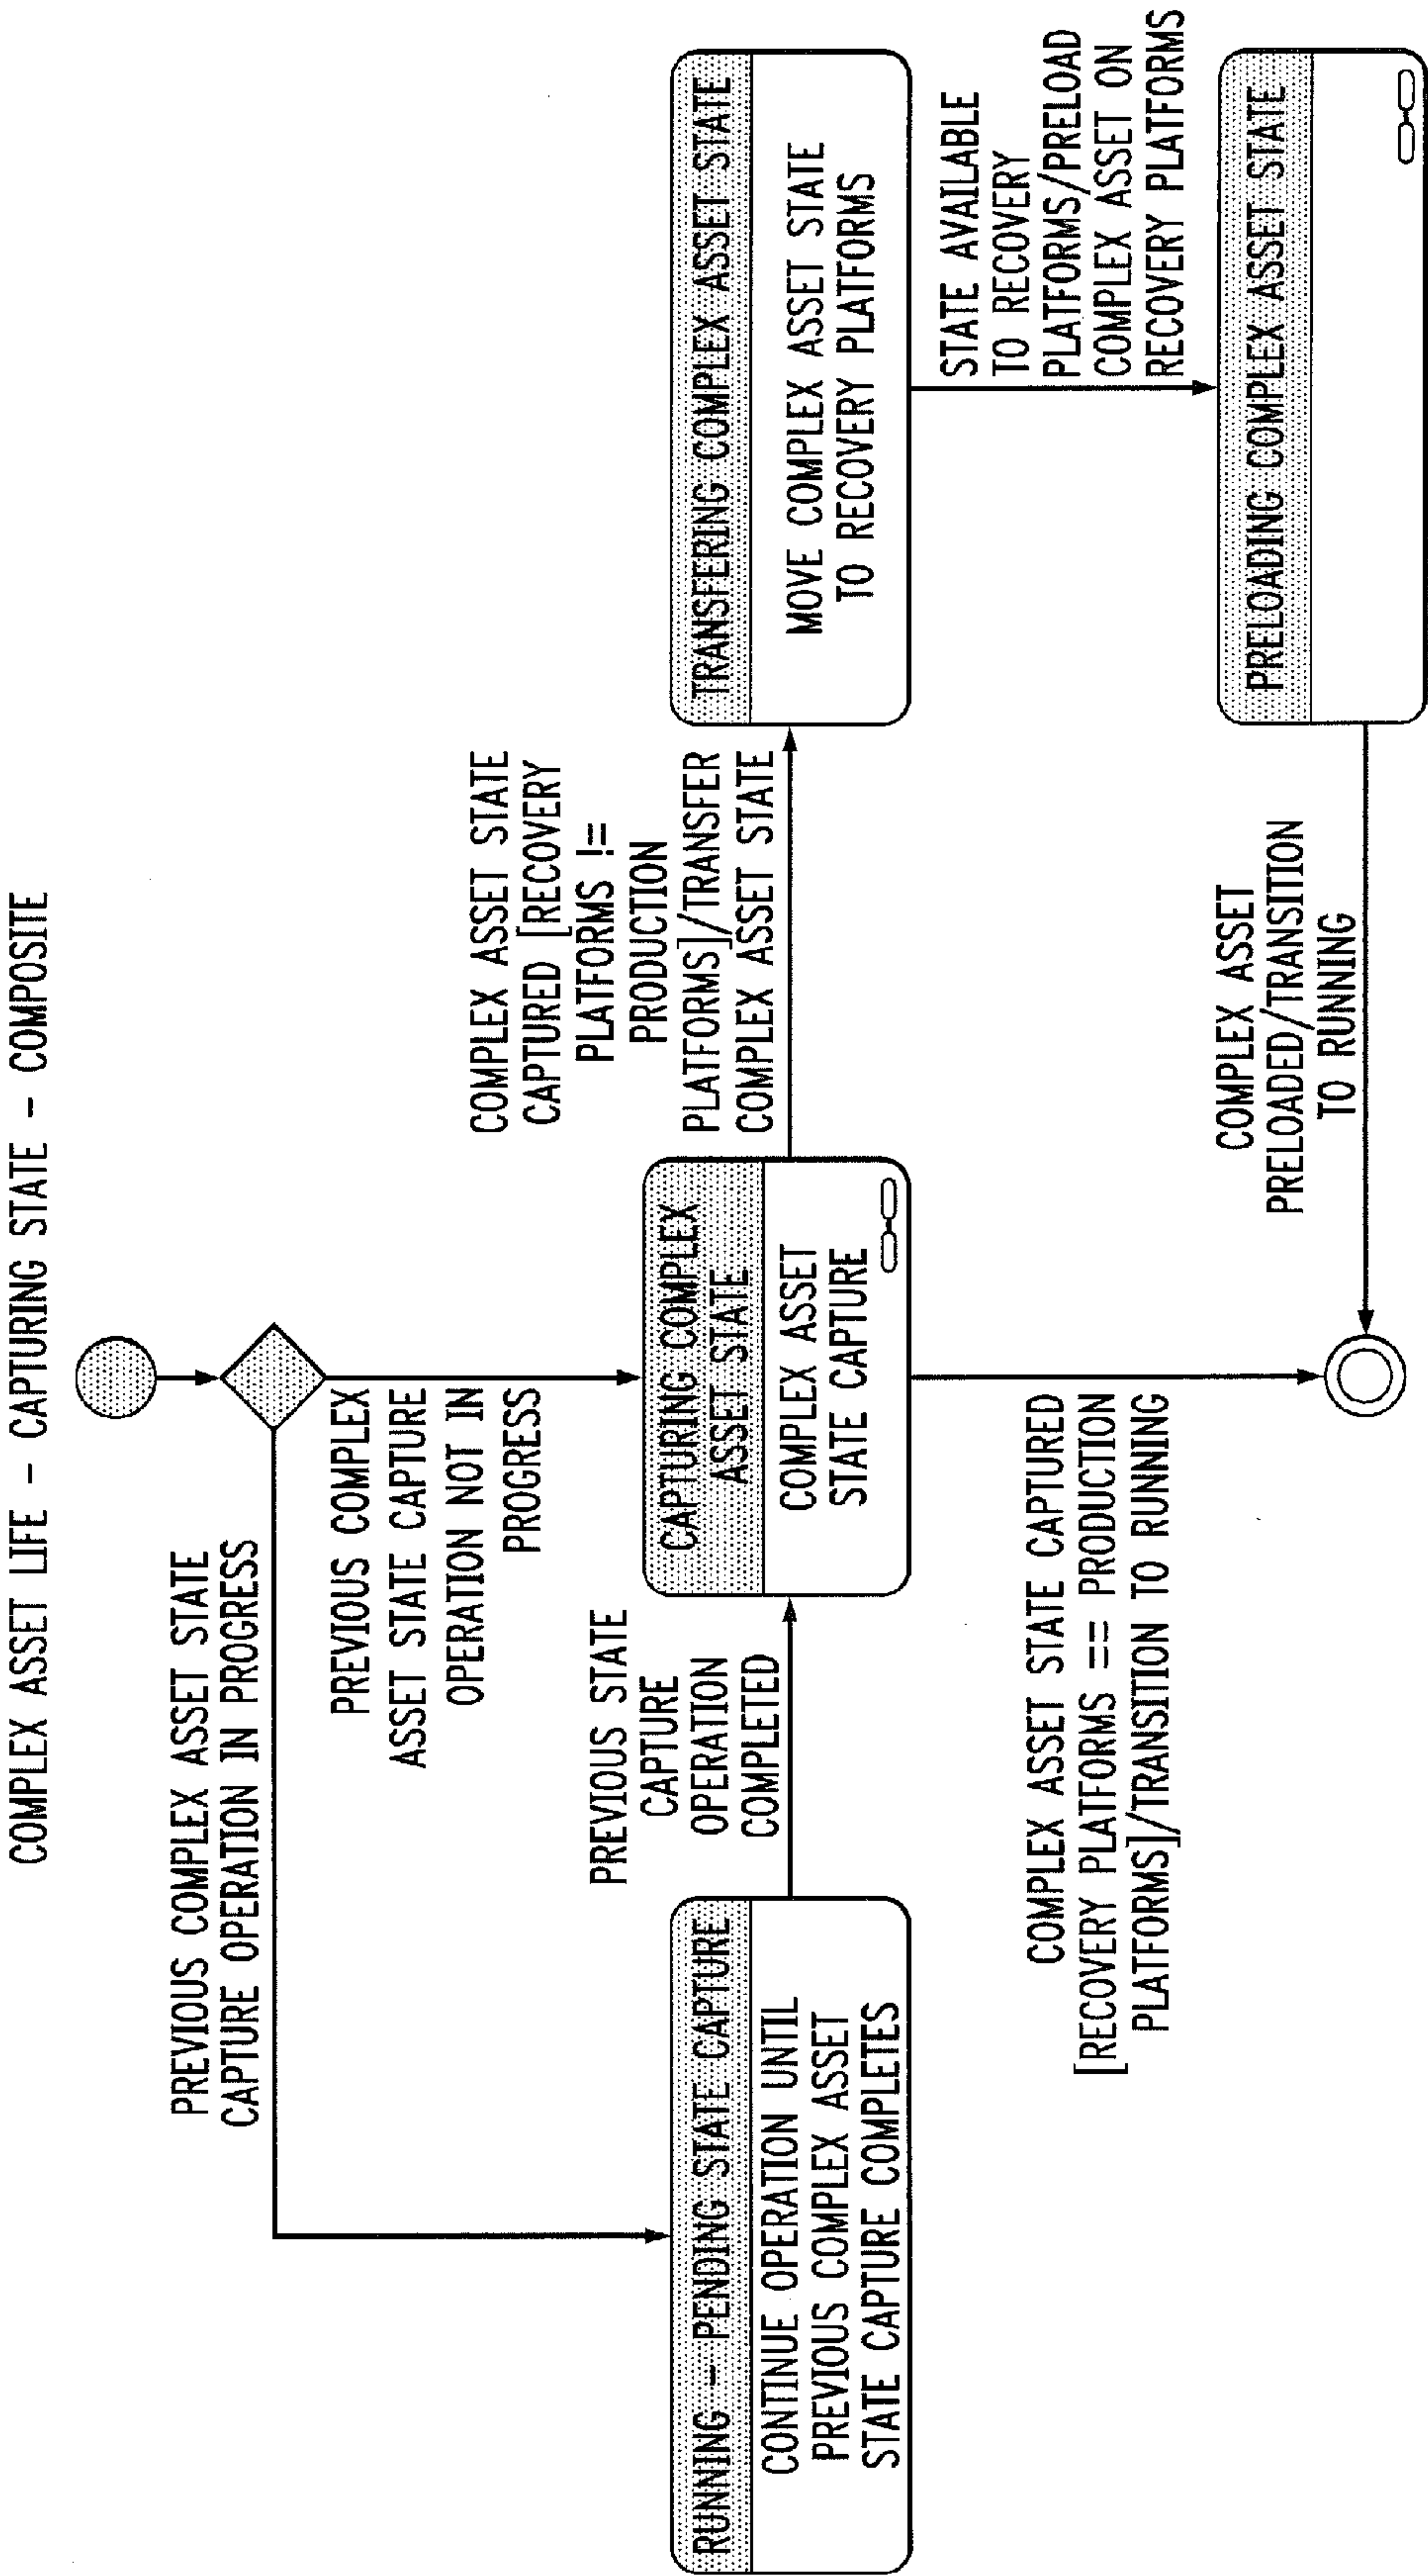 COMPLEX ASSET LIFE - CAPTURING STATE - COMPOSITE
PREVIOUS COMPLEX ASSET STATE
CAPTURE OPERATION IN PROGRESS
PREVIOUS COMPLEX
ASSET STATE CAPTURE
OPERATION NOT IN
PROGRESS
RUNNING - PENDING STATE CAPTURE
CONTINUE OPERATION UNTIL
PREVIOUS COMPLEX ASSET
STATE CAPTURE COMPLETES
PREVIOUS STATE
CAPTURE
OPERATION
COMPLETED
CAPTURING COMPLEX
ASSET STATE
COMPLEX ASSET
STATE CAPTURE
COMPLEX ASSET STATE
CAPTURED [RECOVERY
PLATFORMS !=
PRODUCTION
PLATFORMS]/TRANSFER
COMPLEX ASSET STATE
TRANSFERING COMPLEX ASSET STATE
MOVE COMPLEX ASSET STATE
TO RECOVERY PLATFORMS
STATE AVAILABLE
TO RECOVERY
PLATFORMS/PRELOAD
COMPLEX ASSET ON
RECOVERY PLATFORMS
COMPLEX ASSET STATE CAPTURED
[RECOVERY PLATFORMS == PRODUCTION
PLATFORMS]/TRANSITION TO RUNNING
COMPLEX ASSET
PRELOADED/TRANSITION
TO RUNNING
PRELOADING COMPLEX ASSET STATE